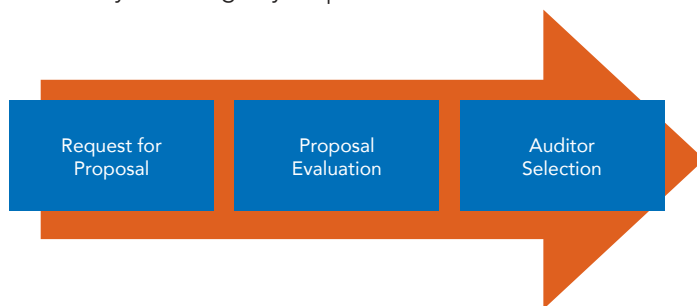 Request for
Proposal
Proposal
Evaluation
Auditor
Selection